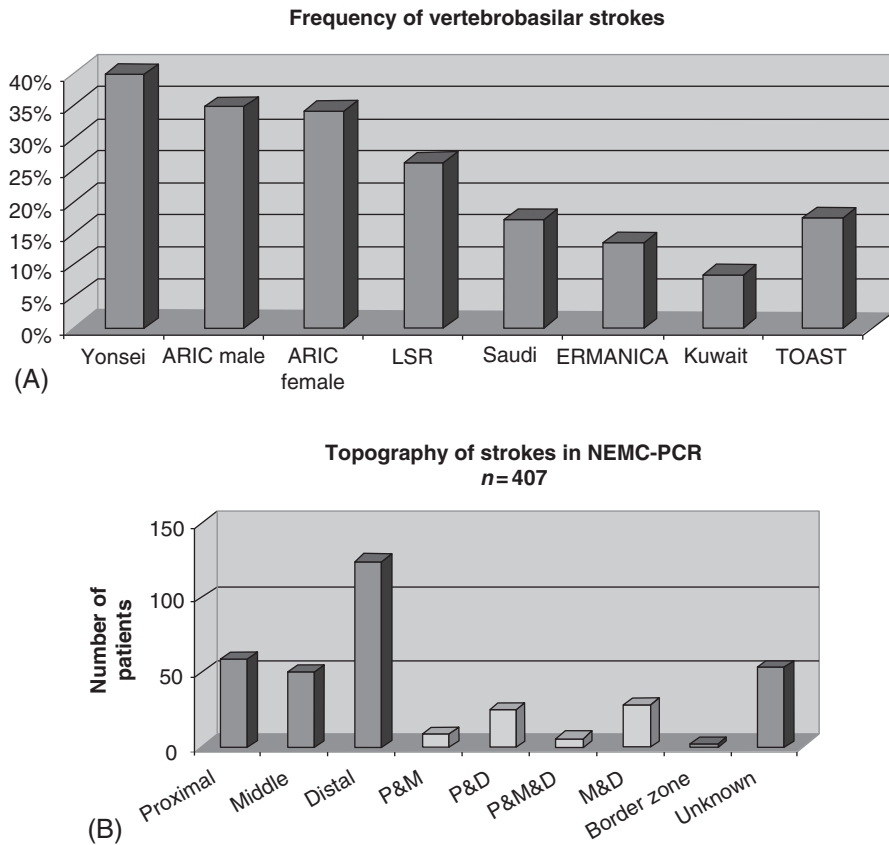 Frequency of vertebrobasilar strokes
40%
35%
30%
25%
20%
15%
10%
5%
0%
Yonsei ARIC male ARIC female LSR Saudi ERMANICA Kuwait TOAST
(A)
Topography of strokes in NEMC-PCR
n = 407
Number of
patients
150
100
50
0
Proximal Middle Distal P&M P&D P&M&D M&D Border zone Unknown
(B)